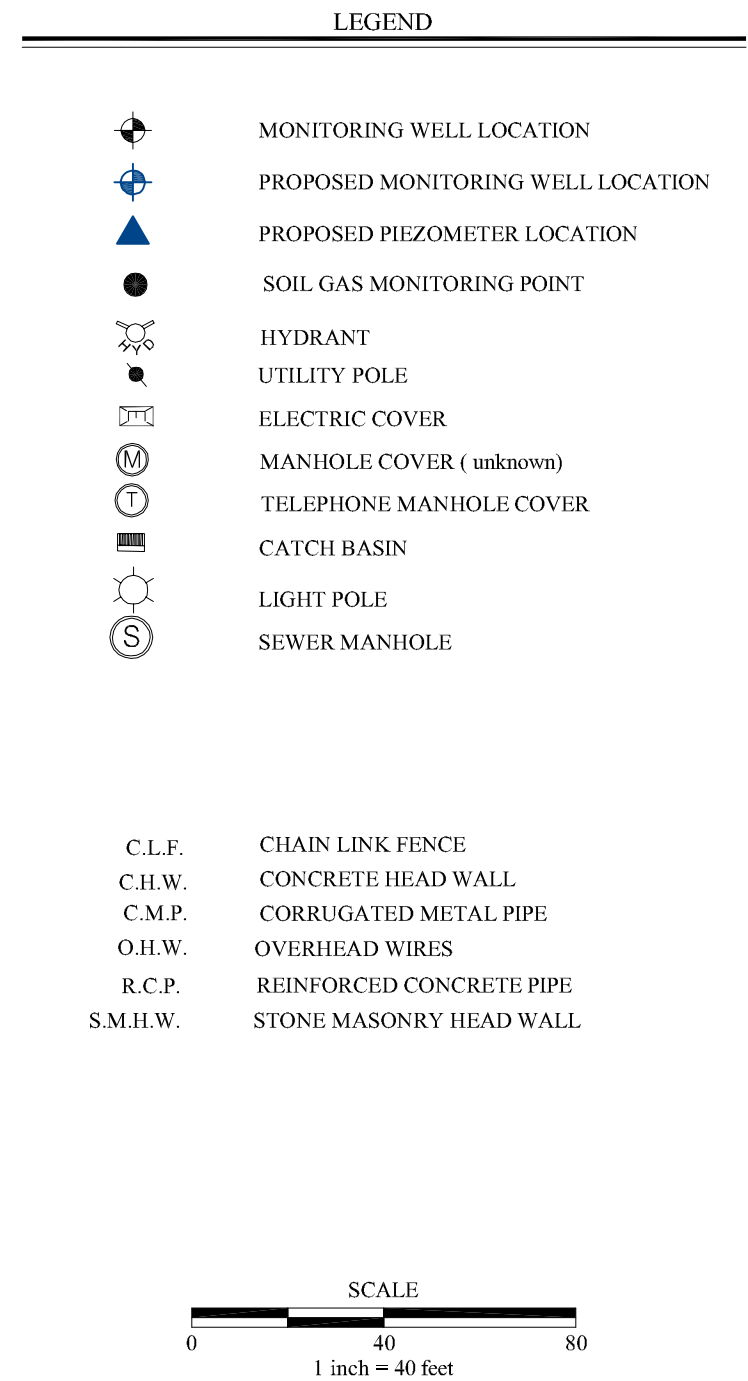 LEGEND
MONITORING WELL LOCATION
PROPOSED MONITORING WELL LOCATION
PROPOSED PIEZOMETER LOCATION
SOIL GAS MONITORING POINT
HYD HYDRANT
UTILITY POLE
ELECTRIC COVER
M MANHOLE COVER ( unknown)
T TELEPHONE MANHOLE COVER
CATCH BASIN
LIGHT POLE
S SEWER MANHOLE
C.L.F. CHAIN LINK FENCE
C.H.W. CONCRETE HEAD WALL
C.M.P. CORRUGATED METAL PIPE
O.H.W. OVERHEAD WIRES
R.C.P. REINFORCED CONCRETE PIPE
S.M.H.W. STONE MASONRY HEAD WALL
SCALE
0 40 80
1 inch = 40 feet